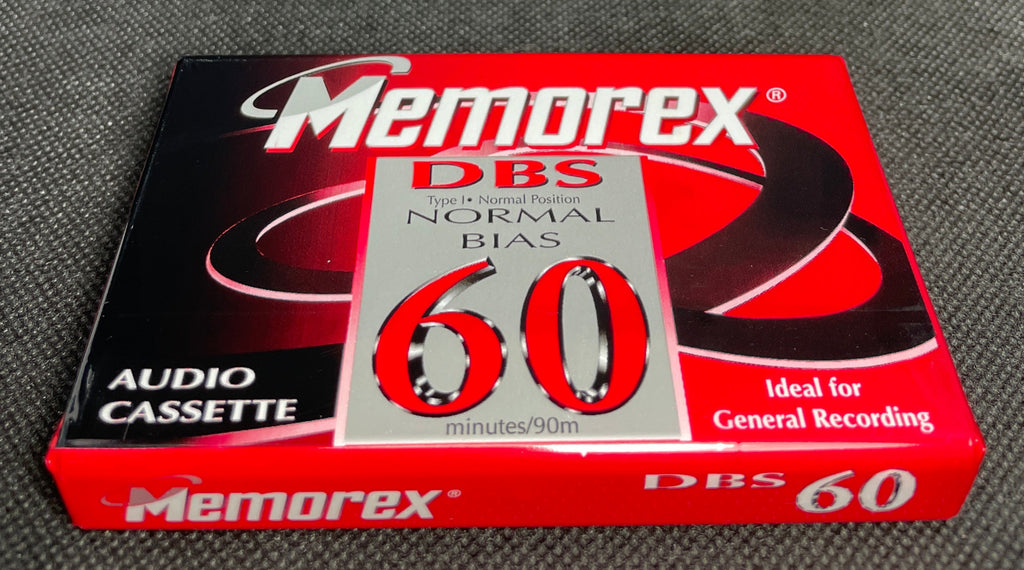 Memorex®
DBS
Type I• Normal Position
NORMAL
BIAS
60
minutes/90m
AUDIO
CASSETTE
Ideal for
General Recording
Memorex®
DBS 60